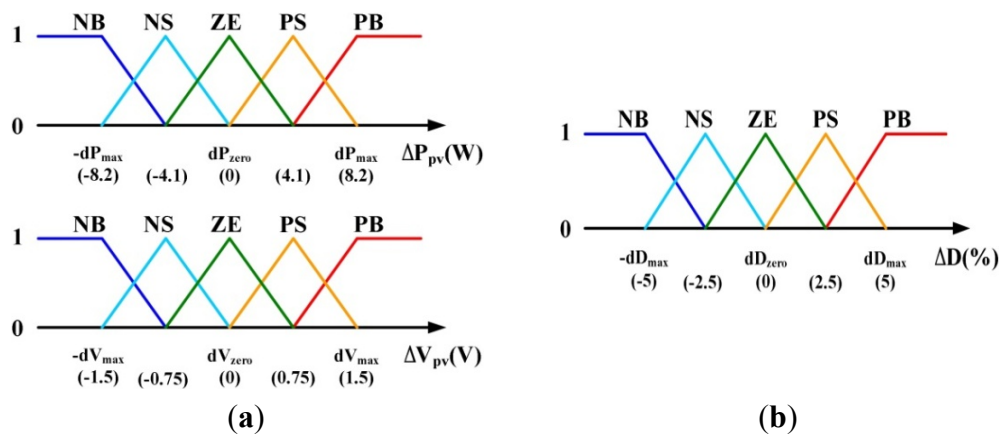 NB NS ZE PS PB
1
0
-dPmax dPzero dPmax ΔPpv(W)
(-8.2) (-4.1) (0) (4.1) (8.2)
NB NS ZE PS PB
1
0
-dVmax dVzero dVmax ΔVpv(V)
(-1.5) (-0.75) (0) (0.75) (1.5)
(a)
NB NS ZE PS PB
1
0
-dDmax dDzero dDmax ΔD(%)
(-5) (-2.5) (0) (2.5) (5)
(b)